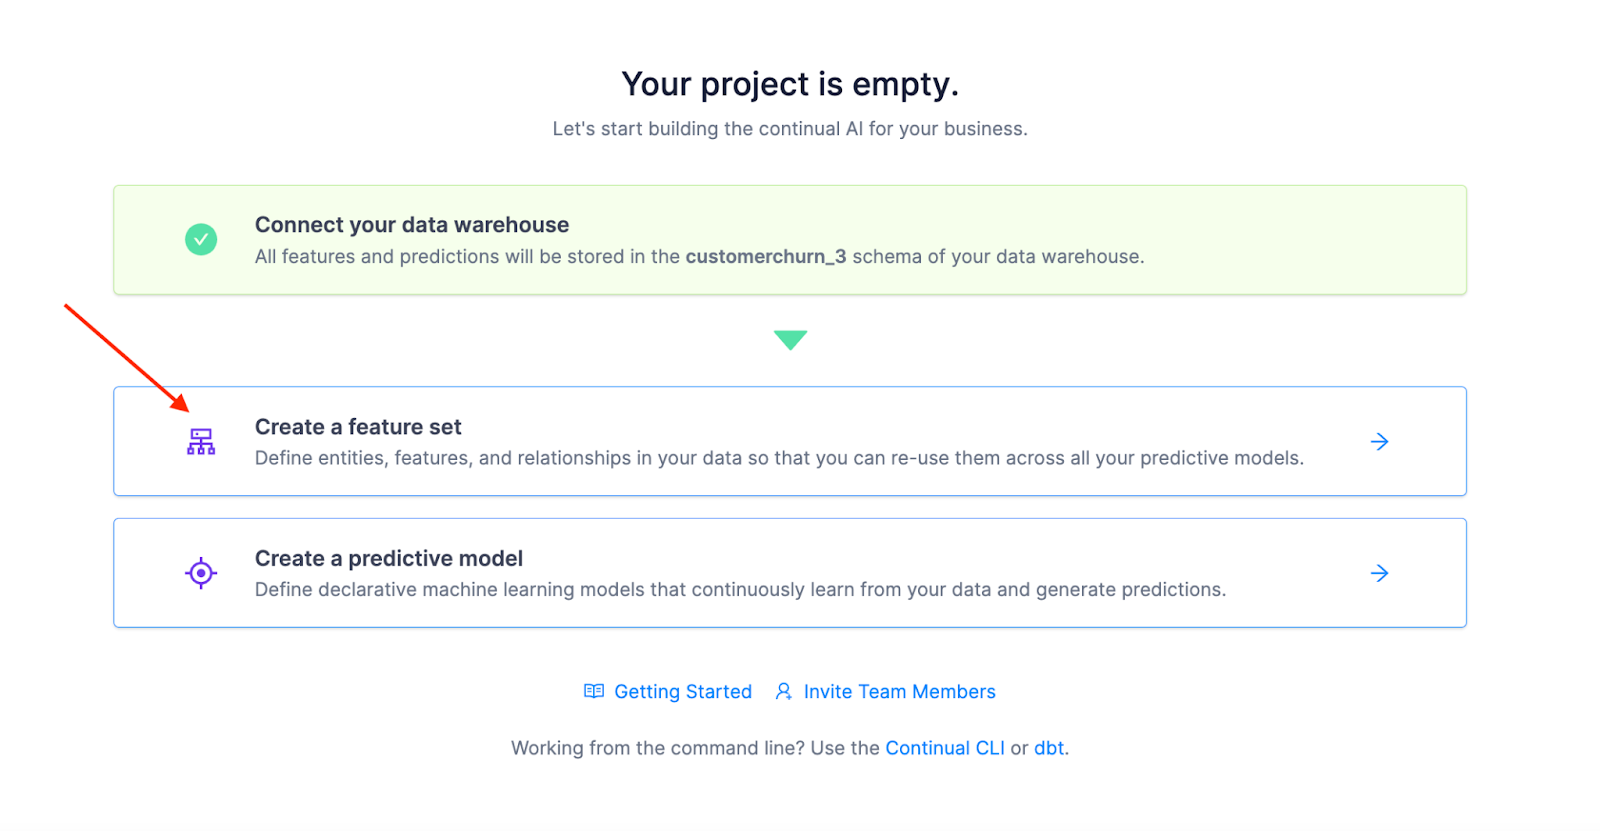 Your project is empty.
Let's start building the continual AI for your business.
Connect your data warehouse
All features and predictions will be stored in the customerchurn_3 schema of your data warehouse.
Create a feature set
Define entities, features, and relationships in your data so that you can re-use them across all your predictive models.
Create a predictive model
Define declarative machine learning models that continuously learn from your data and generate predictions.
Getting Started Invite Team Members
Working from the command line? Use the Continual CLI or dbt.